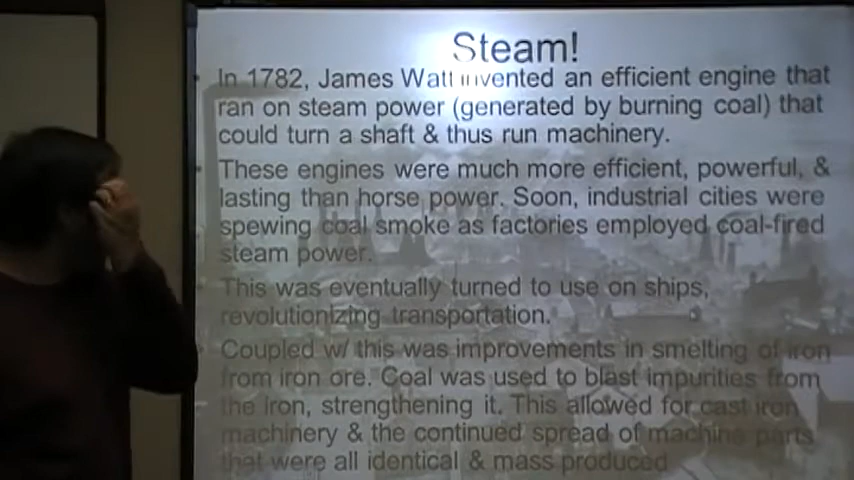 Steam!
In 1782, James Watt invented an efficient engine that
ran on steam power (generated by burning coal) that
could turn a shaft & thus run machinery.
These engines were much more efficient, powerful, &
lasting than horse power. Soon, industrial cities were
spewing coal smoke as factories employed coal-fired
steam power.
This was eventually turned to use on ships,
revolutionizing transportation.
Coupled w/ this was improvements in smelting of iron
from iron ore. Coal was used to blast impurities from
the iron, strengthening it. This allowed for cast iron
machinery & the continued spread of machine parts
that were all identical & mass produced